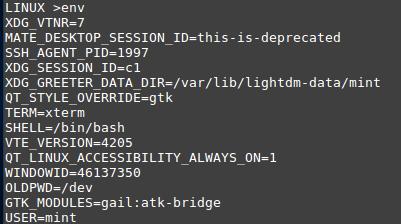 LINUX >env
XDG_VTNR=7
MATE_DESKTOP_SESSION_ID=this-is-deprecated
SSH_AGENT_PID=1997
XDG_SESSION_ID=c1
XDG_GREETER_DATA_DIR=/var/lib/lightdm-data/mint
QT_STYLE_OVERRIDE=gtk
TERM=xterm
SHELL=/bin/bash
VTE_VERSION=4205
QT_LINUX_ACCESSIBILITY_ALWAYS_ON=1
WINDOWID=46137350
OLDPWD=/dev
GTK_MODULES=gail:atk-bridge
USER=mint